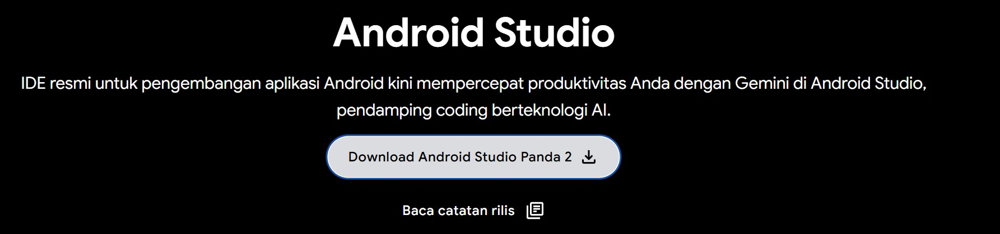 Android Studio
IDE resmi untuk pengembangan aplikasi Android kini mempercepat produktivitas Anda dengan Gemini di Android Studio,
pendamping coding berteknologi AI.
Download Android Studio Panda 2
Baca catatan rilis